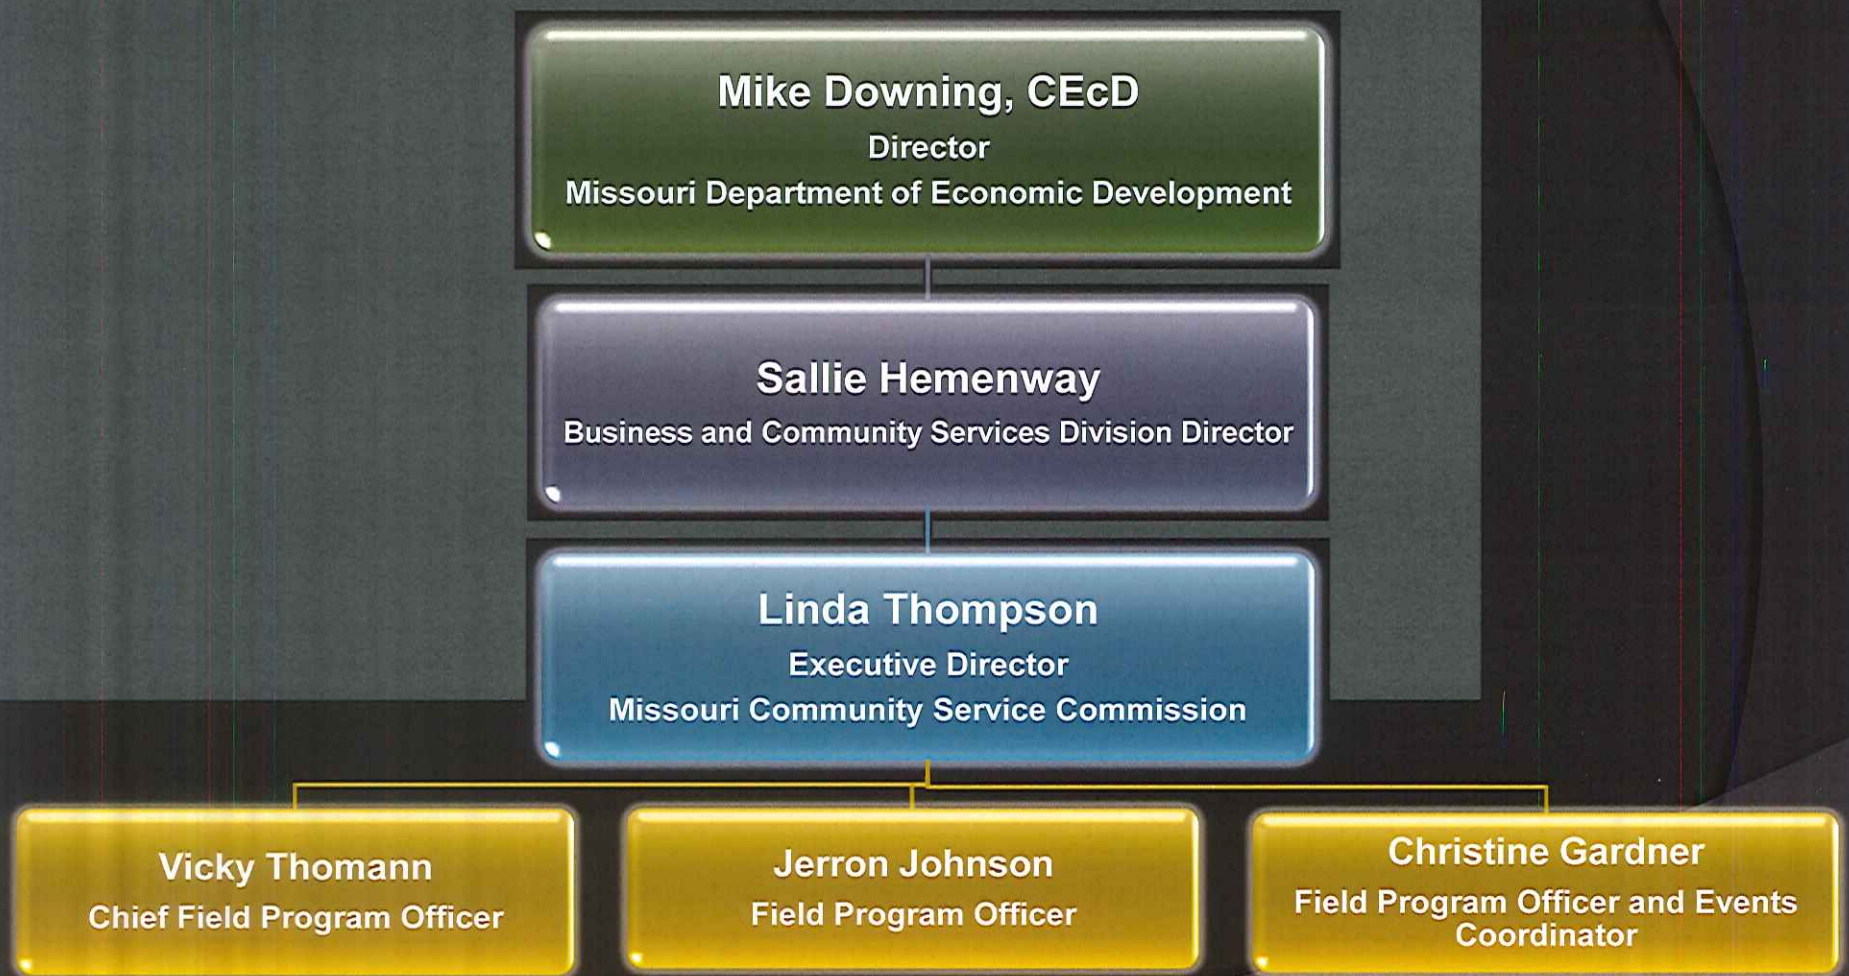 Mike Downing, CEcD
Director
Missouri Department of Economic Development
Sallie Hemenway
Business and Community Services Division Director
Linda Thompson
Executive Director
Missouri Community Service Commission
Vicky Thomann
Chief Field Program Officer
Jerron Johnson
Field Program Officer
Christine Gardner
Field Program Officer and Events
Coordinator